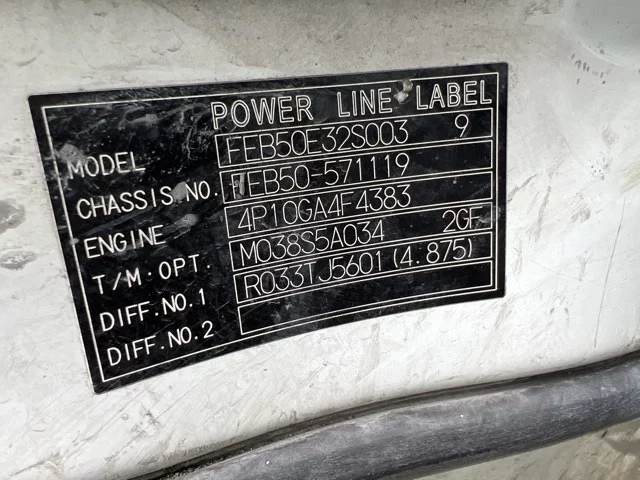 POWER LINE LABEL
MODEL FEB50E32S003 9
CHASSIS NO. FEB50-571119
ENGINE 4P10GA4F4383
T/M·OPT. M038S5A034 2GF
DIFF.NO.1 R033TJ5601(4.875)
DIFF.NO.2